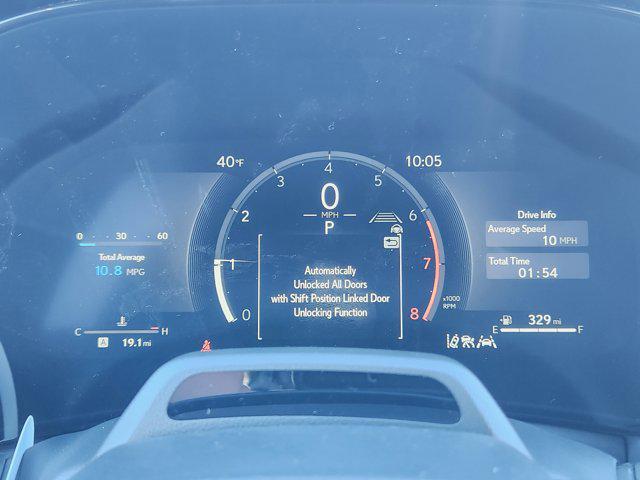 40°F
10:05
0
MPH
P
0
1
2
3
4
5
6
7
8
x1000
RPM
0 30 60
Total Average
10.8 MPG
C H
A 19.1 mi
Automatically
Unlocked All Doors
with Shift Position Linked Door
Unlocking Function
Drive Info
Average Speed
10 MPH
Total Time
01:54
329 mi
E F